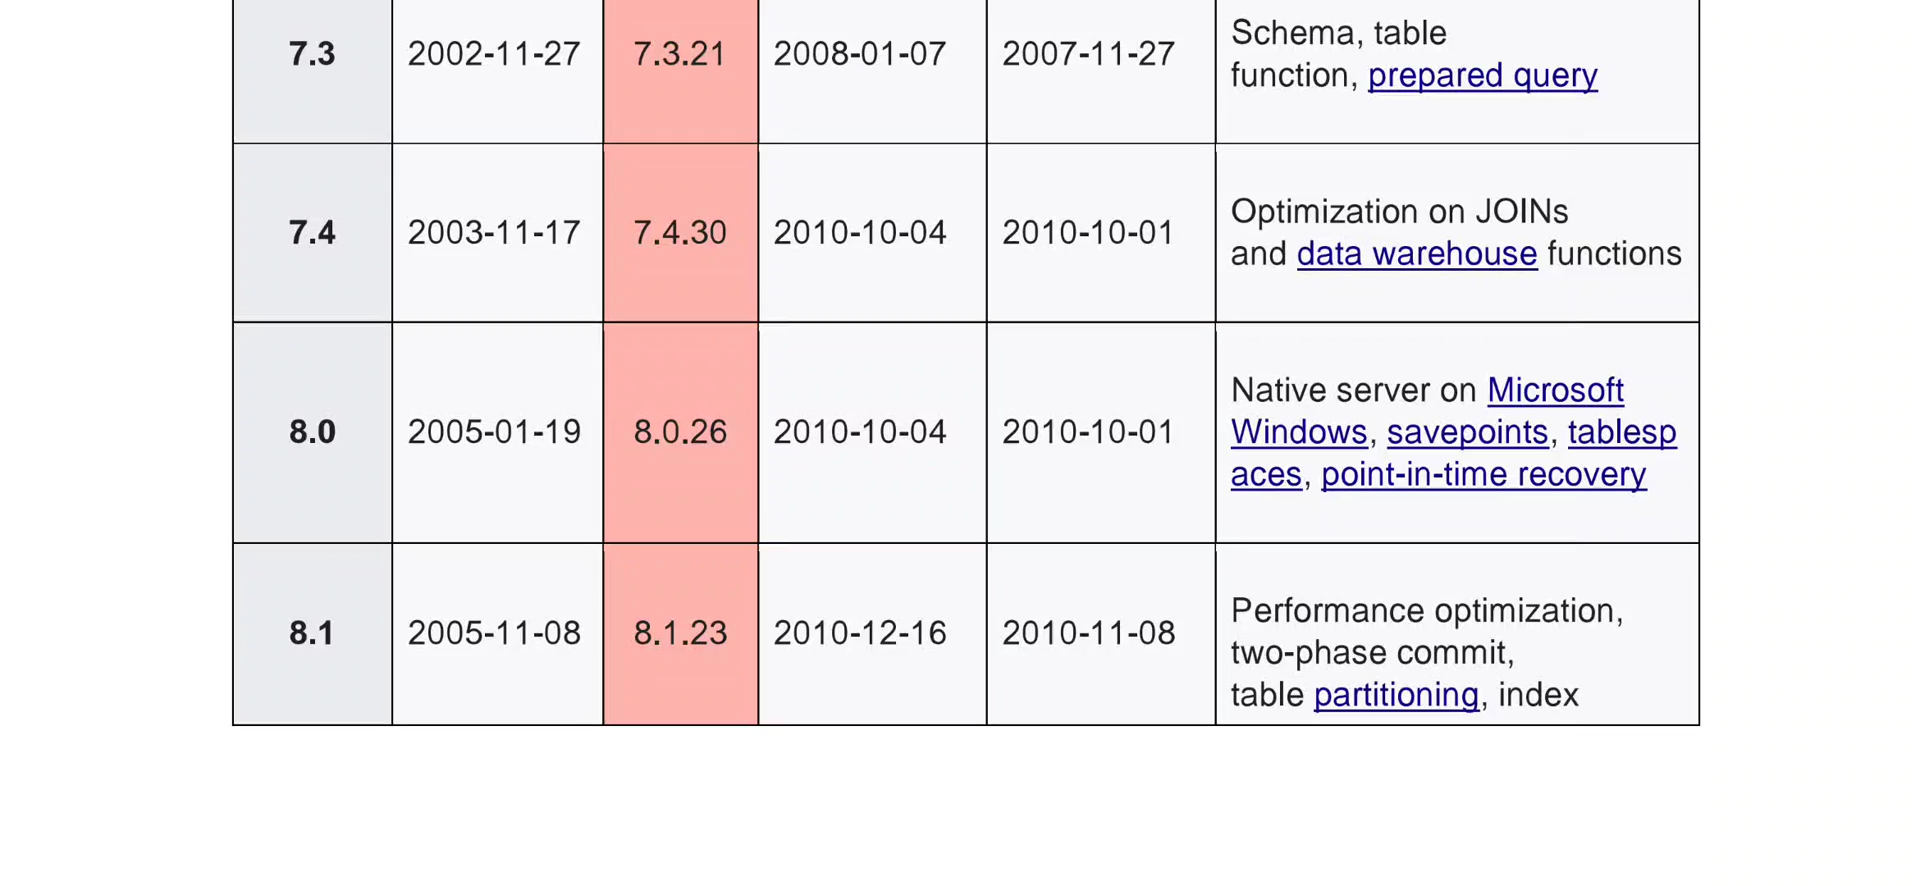 7.3 2002-11-27 7.3.21 2008-01-07 2007-11-27 Schema, table
function, prepared query
7.4 2003-11-17 7.4.30 2010-10-04 2010-10-01 Optimization on JOINs
and data warehouse functions
8.0 2005-01-19 8.0.26 2010-10-04 2010-10-01 Native server on Microsoft
Windows, savepoints, tablesp
aces, point-in-time recovery
8.1 2005-11-08 8.1.23 2010-12-16 2010-11-08 Performance optimization,
two-phase commit,
table partitioning, index